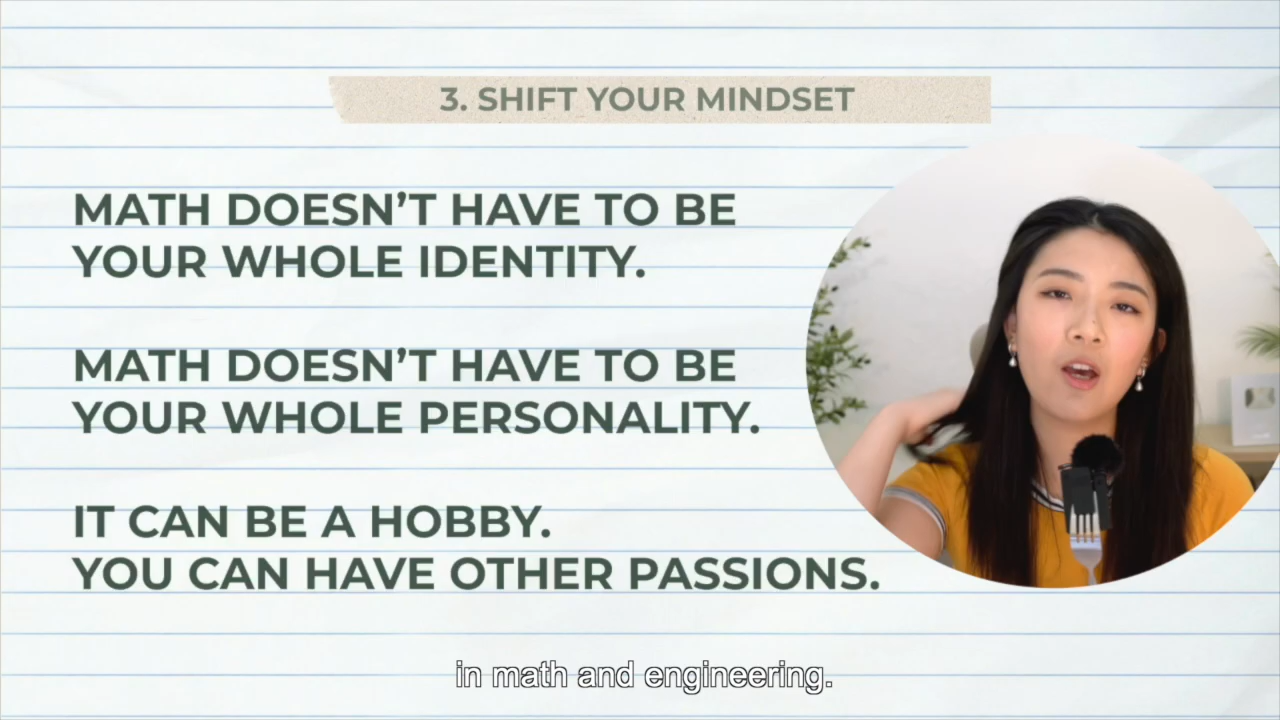 3. SHIFT YOUR MINDSET
MATH DOESN'T HAVE TO BE
YOUR WHOLE IDENTITY.
MATH DOESN'T HAVE TO BE
YOUR WHOLE PERSONALITY.
IT CAN BE A HOBBY.
YOU CAN HAVE OTHER PASSIONS.
in math and engineering.